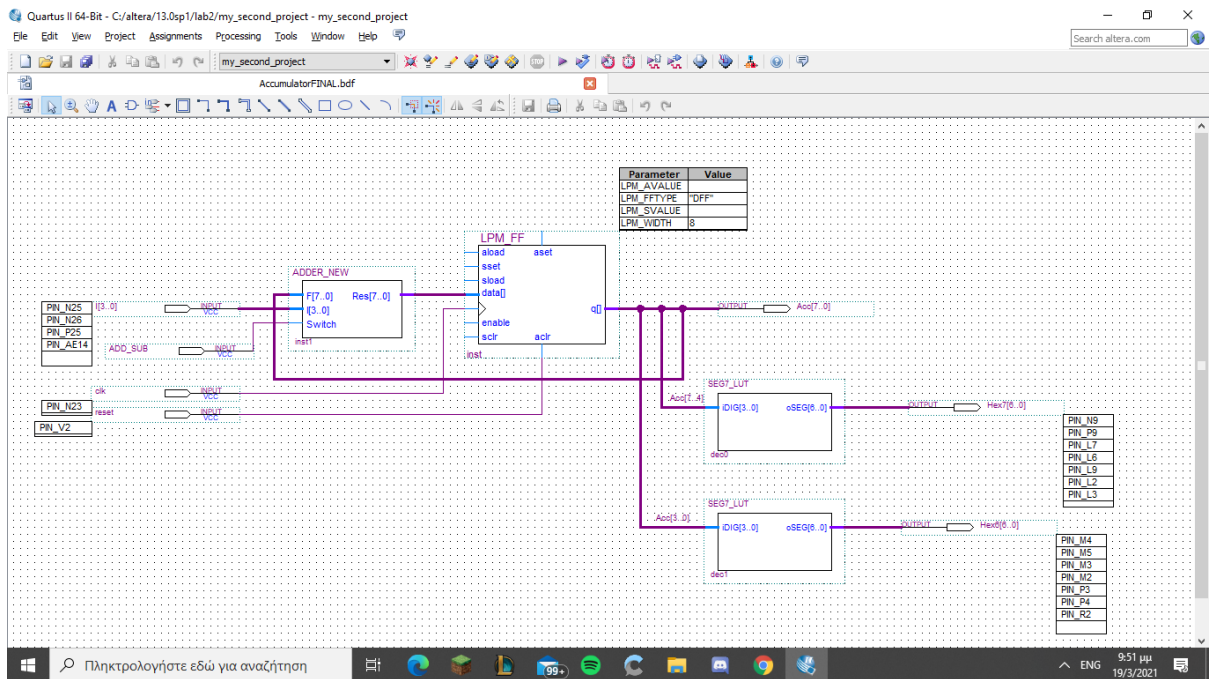 Quartus II 64-Bit - C:/altera/13.0sp1/lab2/my_second_project - my_second_project
File Edit View Project Assignments Processing Tools Window Help
Search altera.com
my_second_project
AccumulatorFINAL.bdf
Parameter Value
LPM_AVALUE
LPM_FFTYPE "DFF"
LPM_SVALUE
LPM_WIDTH 8
LPM_FF
aload aset
sset
sload
data[]
q[]
enable
sclr aclr
inst
ADDER_NEW
F[7..0] Res[7..0]
I[3..0]
Switch
inst1
PIN_N25
PIN_N26
PIN_P25
PIN_AE14
I[3..0] INPUT
VCC
ADD_SUB INPUT
VCC
clk INPUT
VCC
PIN_N23
reset INPUT
VCC
PIN_V2
OUTPUT Acc[7..0]
SEG7_LUT
Acc[7..4]
iDIG[3..0] oSEG[6..0]
dec0
OUTPUT Hex7[6..0]
PIN_N9
PIN_P9
PIN_L7
PIN_L6
PIN_L9
PIN_L2
PIN_L3
SEG7_LUT
Acc[3..0]
iDIG[3..0] oSEG[6..0]
dec1
OUTPUT Hex6[6..0]
PIN_M4
PIN_M5
PIN_M3
PIN_M2
PIN_P3
PIN_P4
PIN_R2
Πληκτρολογήστε εδώ για αναζήτηση
99+
ENG
9:51 μμ
19/3/2021